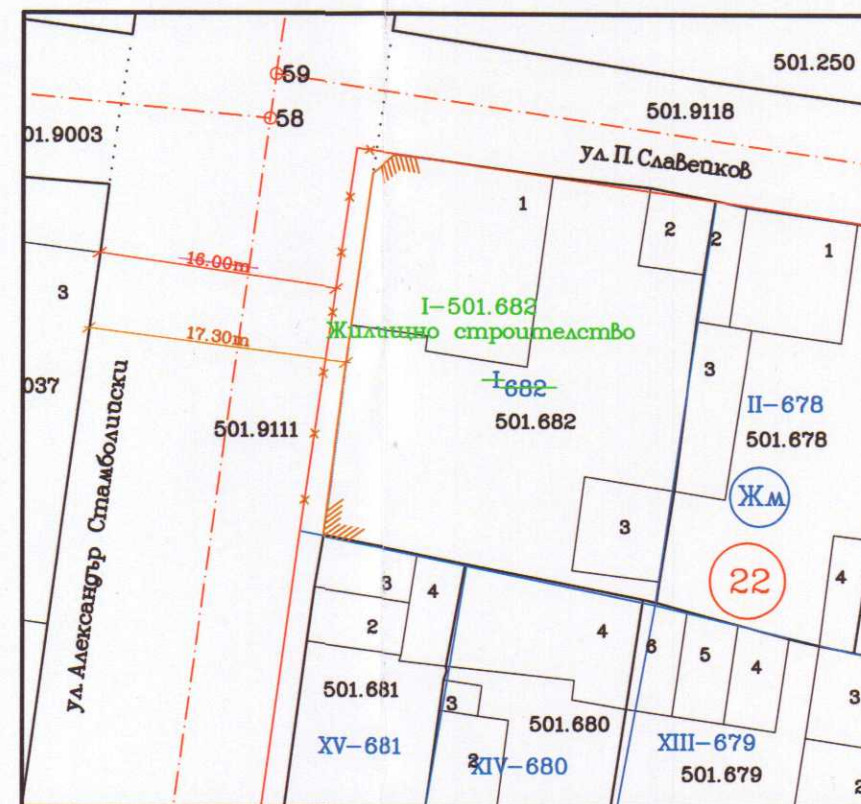 59
501.250
58
501.9118
01.9003
ул. П. Славейков
1
2
2
1
16.00m
3
I-501.682
Жилищно строителство
17.30m
3
I
682
037
II-678
501.9111
501.682
501.678
Жм
3
22
ул. Александър Стамболийски
3
4
4
4
2
6
5
4
501.681
3
3
501.680
XV-681
2
XIV-680
XIII-679
501.679
2